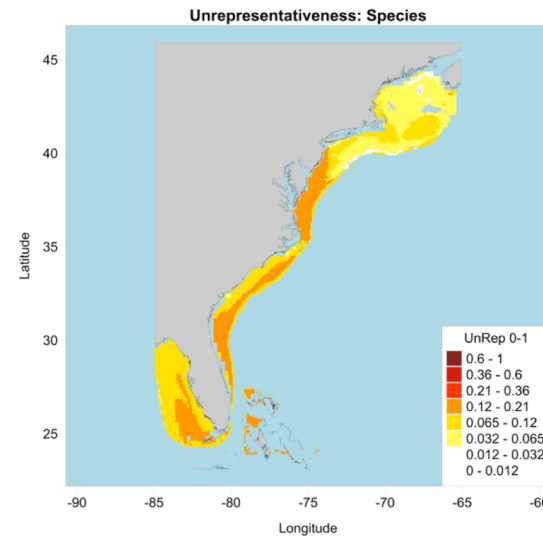 Unrepresentativeness: Species
45
40
35
30
25
Latitude
UnRep 0-1
0.6 - 1
0.36 - 0.6
0.21 - 0.36
0.12 - 0.21
0.065 - 0.12
0.032 - 0.065
0.012 - 0.032
0 - 0.012
-90 -85 -80 -75 -70 -65 -60
Longitude